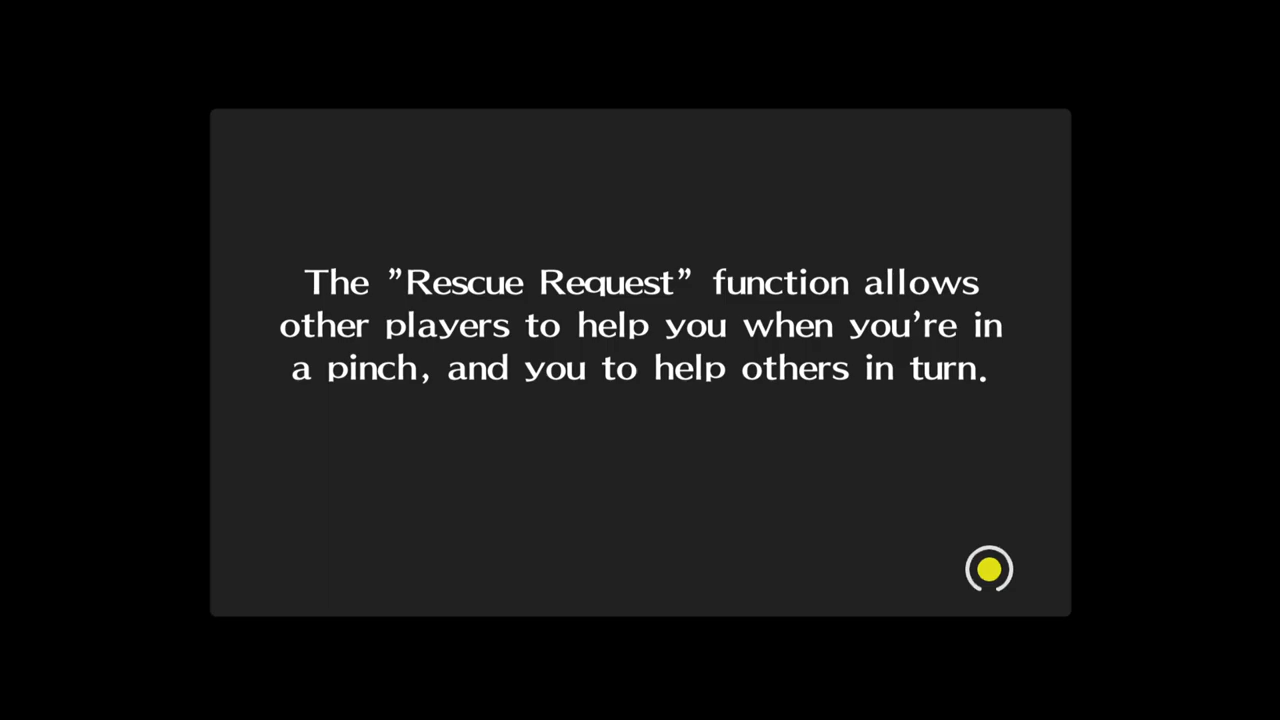 The ”Rescue Request” function allows
other players to help you when you’re in
a pinch, and you to help others in turn.